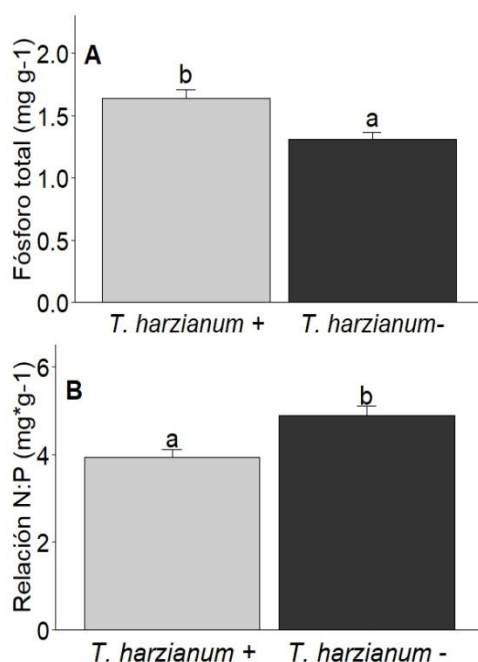 A
Fósforo total (mg g-1)
2.0
1.5
1.0
0.5
0.0
b
a
T. harzianum +
T. harzianum-
B
Relación N:P (mg*g-1)
6
4
2
0
a
b
T. harzianum +
T. harzianum -